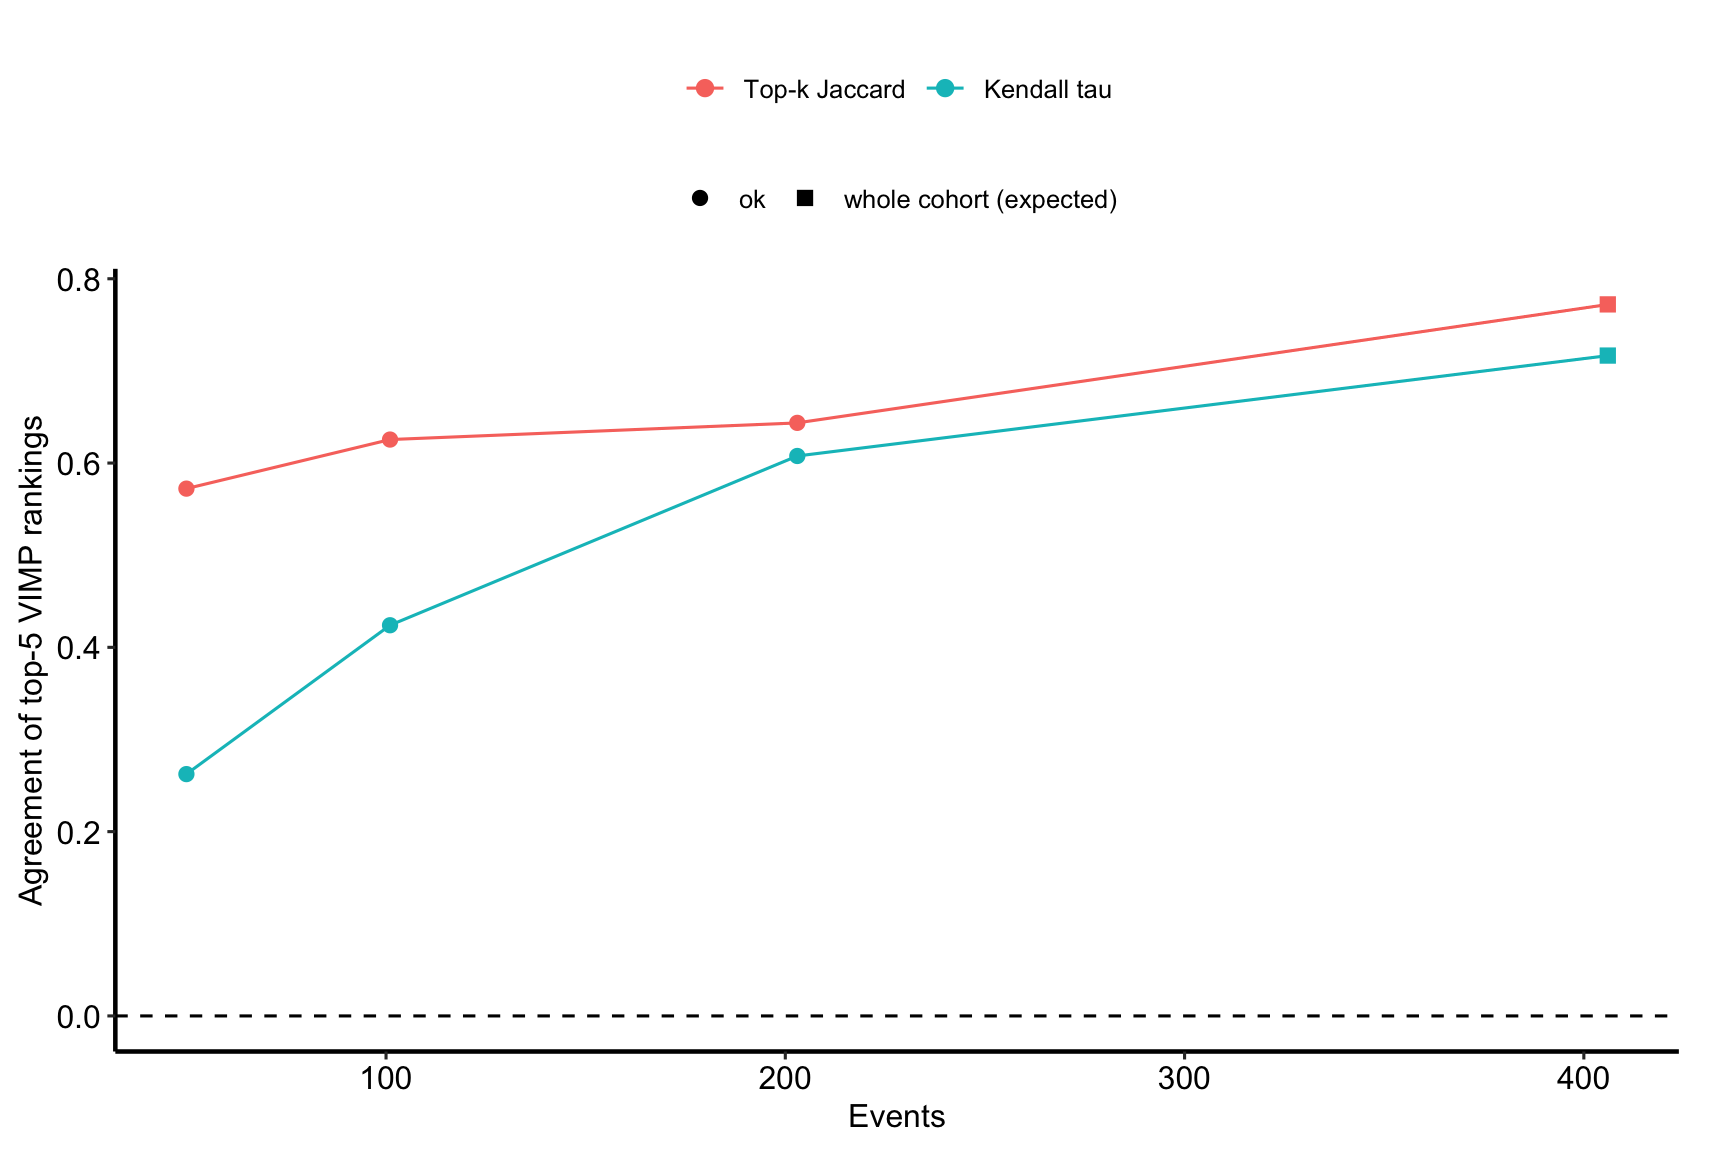 Top-k Jaccard Kendall tau
ok whole cohort (expected)
Agreement of top-5 VIMP rankings
0.8
0.6
0.4
0.2
0.0
100 200 300 400
Events